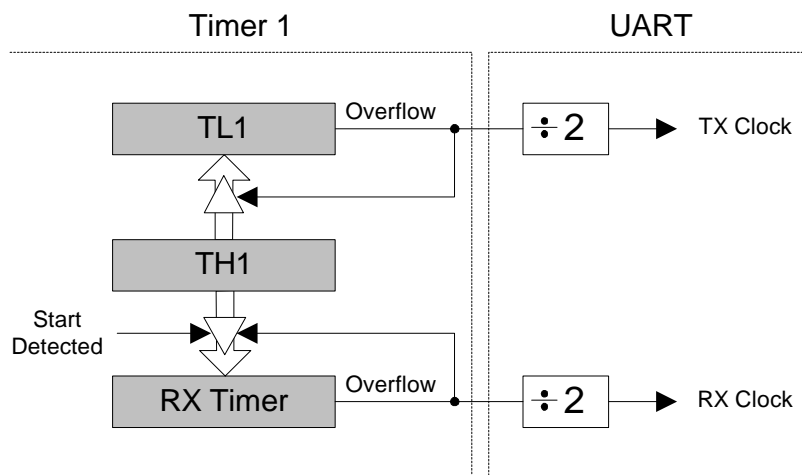 Timer 1
UART
TL1
Overflow
÷2
TX Clock
TH1
Start
Detected
RX Timer
Overflow
÷2
RX Clock